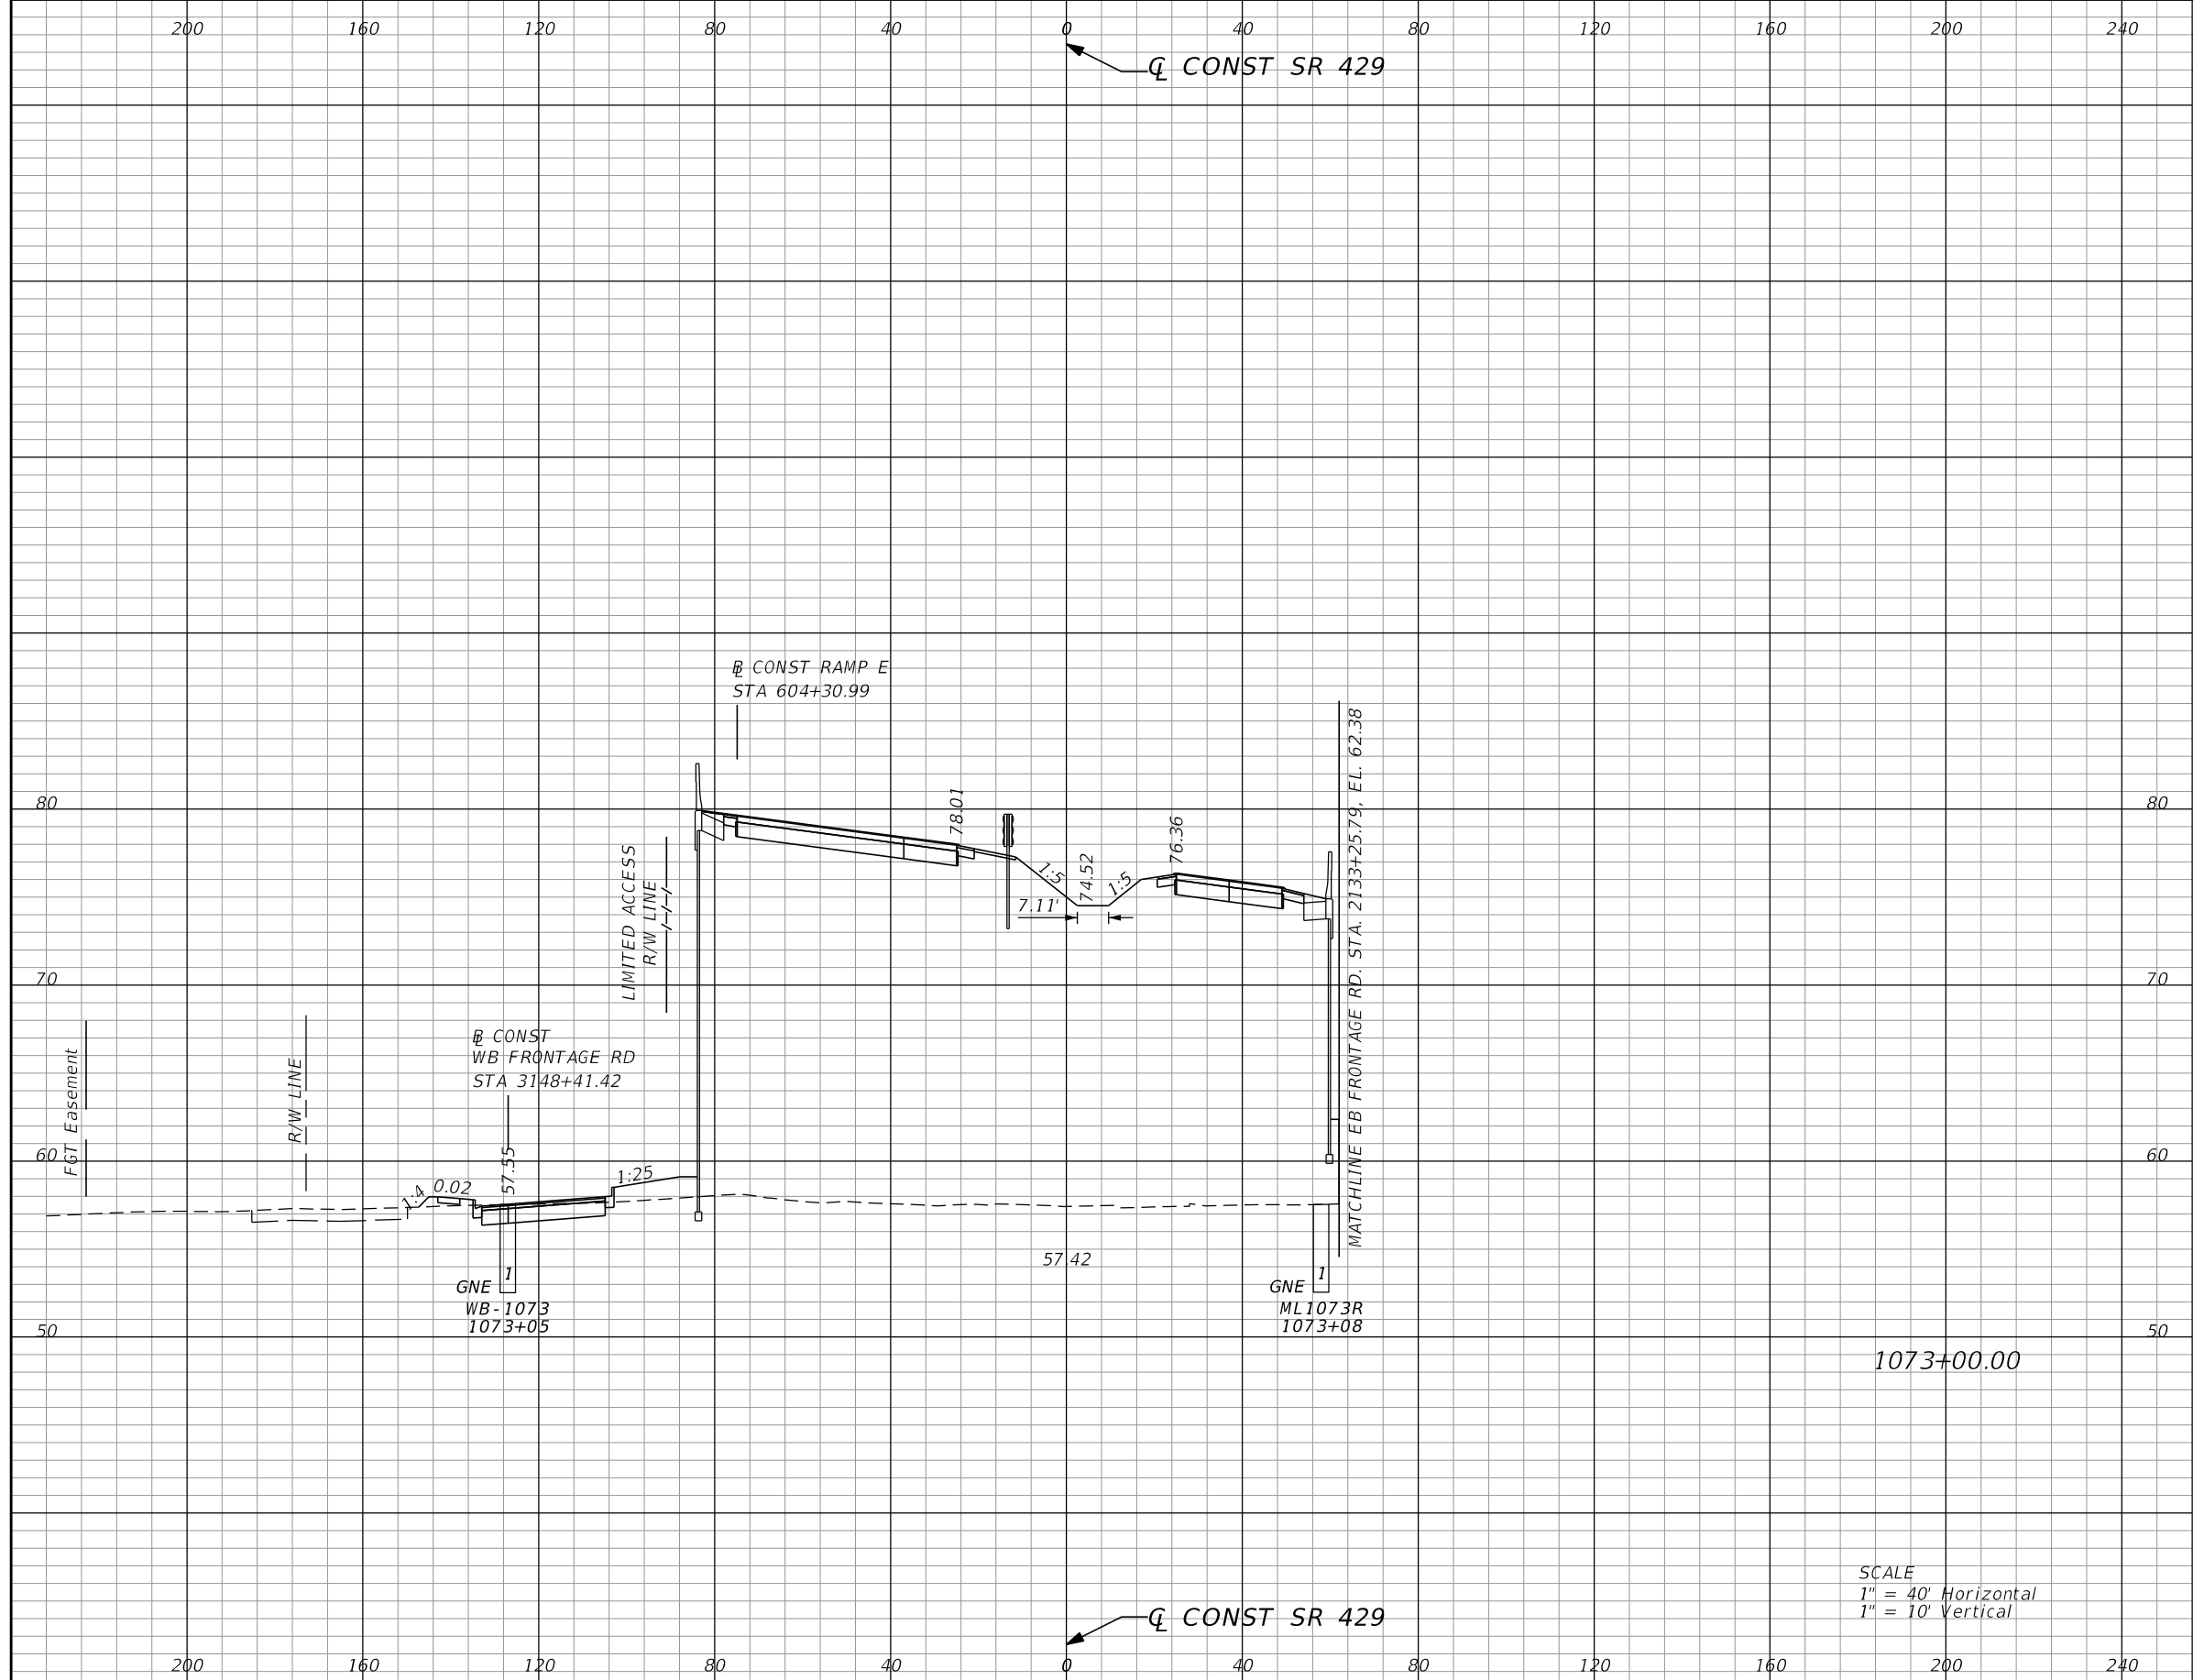 200 160 120 80 40 0 40 80 120 160 200 240
℄ CONST SR 429
B̲L CONST RAMP E
STA 604+30.99
80 80
78.01
76.36
74.52
1:5
1:5
7.11'
LIMITED ACCESS
R/W LINE
MATCHLINE EB FRONTAGE RD. STA. 2133+25.79, EL. 62.38
70 70
BL CONST
WB FRONTAGE RD
STA 3148+41.42
FGT Easement
R/W LINE
60 60
1:4
0.02
57.55
1:25
57.42
1
GNE
WB-1073
1073+05
1
GNE
ML1073R
1073+08
50 50
1073+00.00
SCALE
1" = 40' Horizontal
1" = 10' Vertical
℄ CONST SR 429
200 160 120 80 40 0 40 80 120 160 200 240